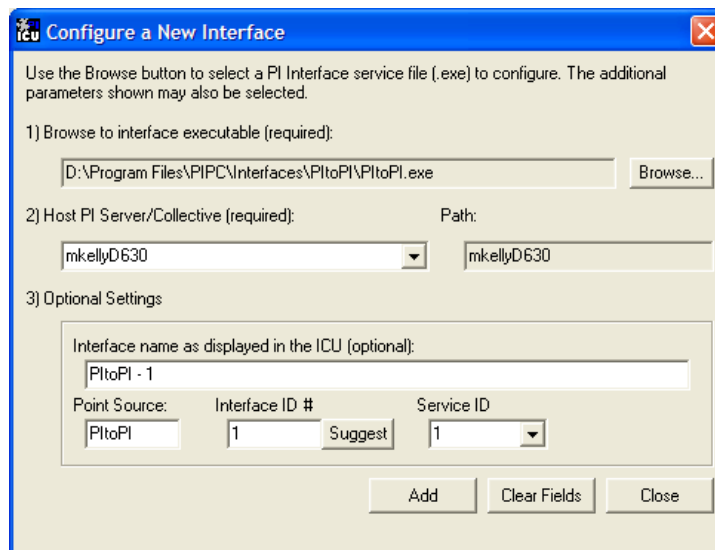 ICU Configure a New Interface
Use the Browse button to select a PI Interface service file (.exe) to configure. The additional
parameters shown may also be selected.
1) Browse to interface executable (required):
D:\Program Files\PIPC\Interfaces\PItoPI\PItoPI.exe Browse...
2) Host PI Server/Collective (required): Path:
mkellyD630 mkellyD630
3) Optional Settings
Interface name as displayed in the ICU (optional):
PItoPI - 1
Point Source: Interface ID # Service ID
PItoPI 1 Suggest 1
Add Clear Fields Close